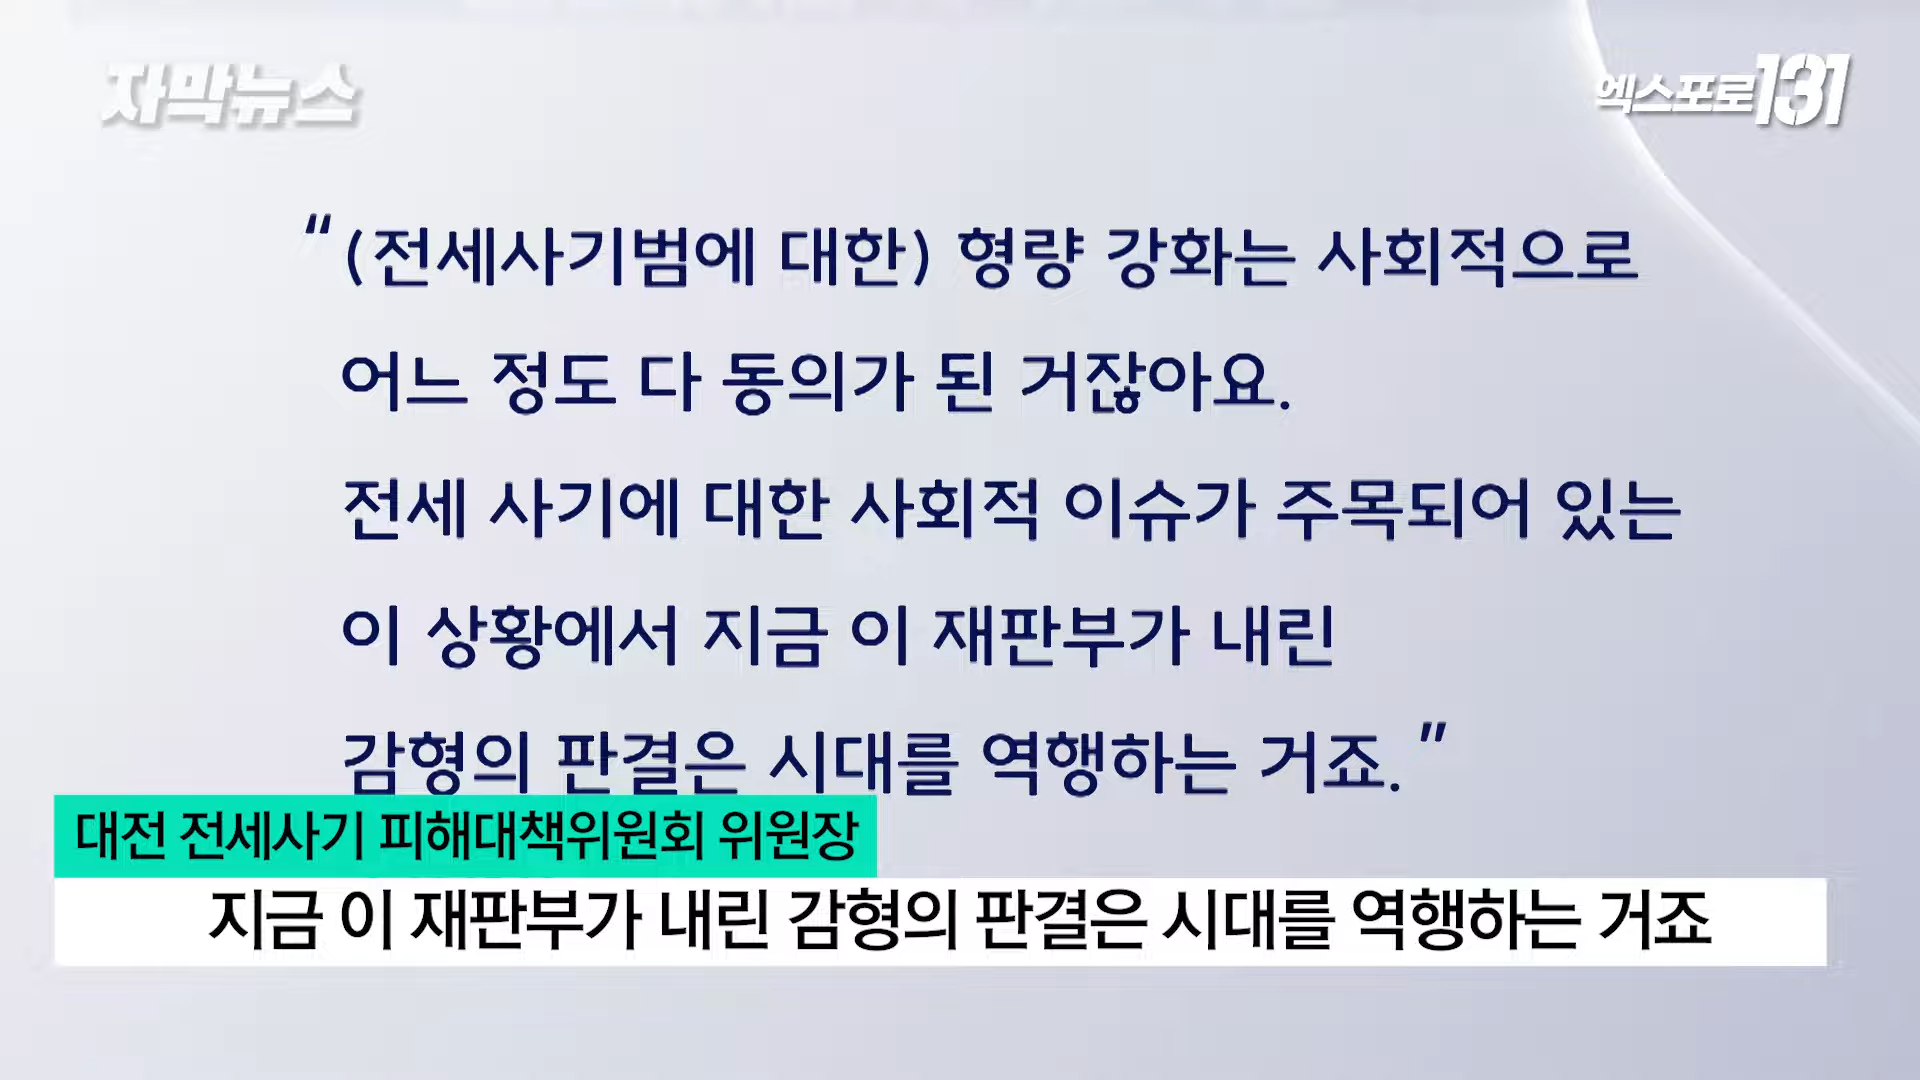 자막뉴스
엑스포로131
“(전세사기범에 대한) 형량 강화는 사회적으로
어느 정도 다 동의가 된 거잖아요.
전세 사기에 대한 사회적 이슈가 주목되어 있는
이 상황에서 지금 이 재판부가 내린
감형의 판결은 시대를 역행하는 거죠.”
대전 전세사기 피해대책위원회 위원장
지금 이 재판부가 내린 감형의 판결은 시대를 역행하는 거죠